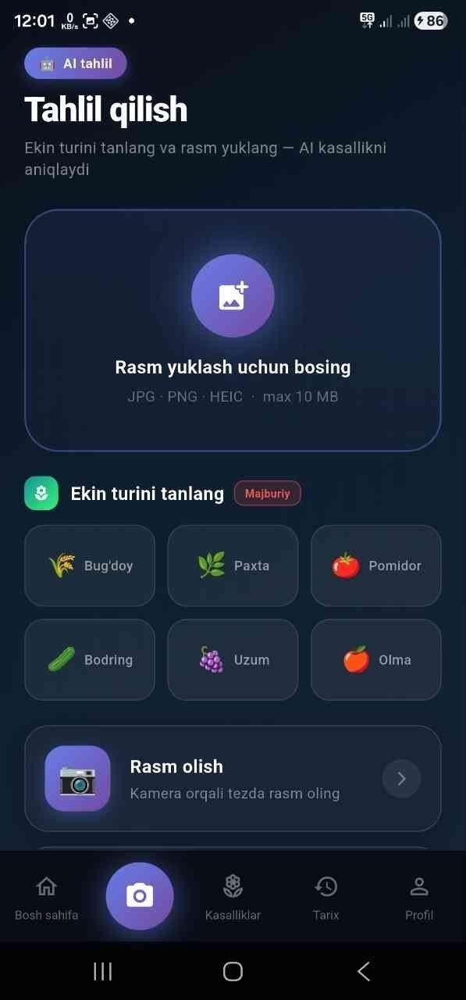 12:01 0 KB/s 5G 86
AI tahlil
Tahlil qilish
Ekin turini tanlang va rasm yuklang — AI kasallikni
aniqlaydi
Rasm yuklash uchun bosing
JPG · PNG · HEIC · max 10 MB
Ekin turini tanlang Majburiy
Bug'doy Paxta Pomidor
Bodring Uzum Olma
Rasm olish
Kamera orqali tezda rasm oling
Bosh sahifa Kasalliklar Tarix Profil